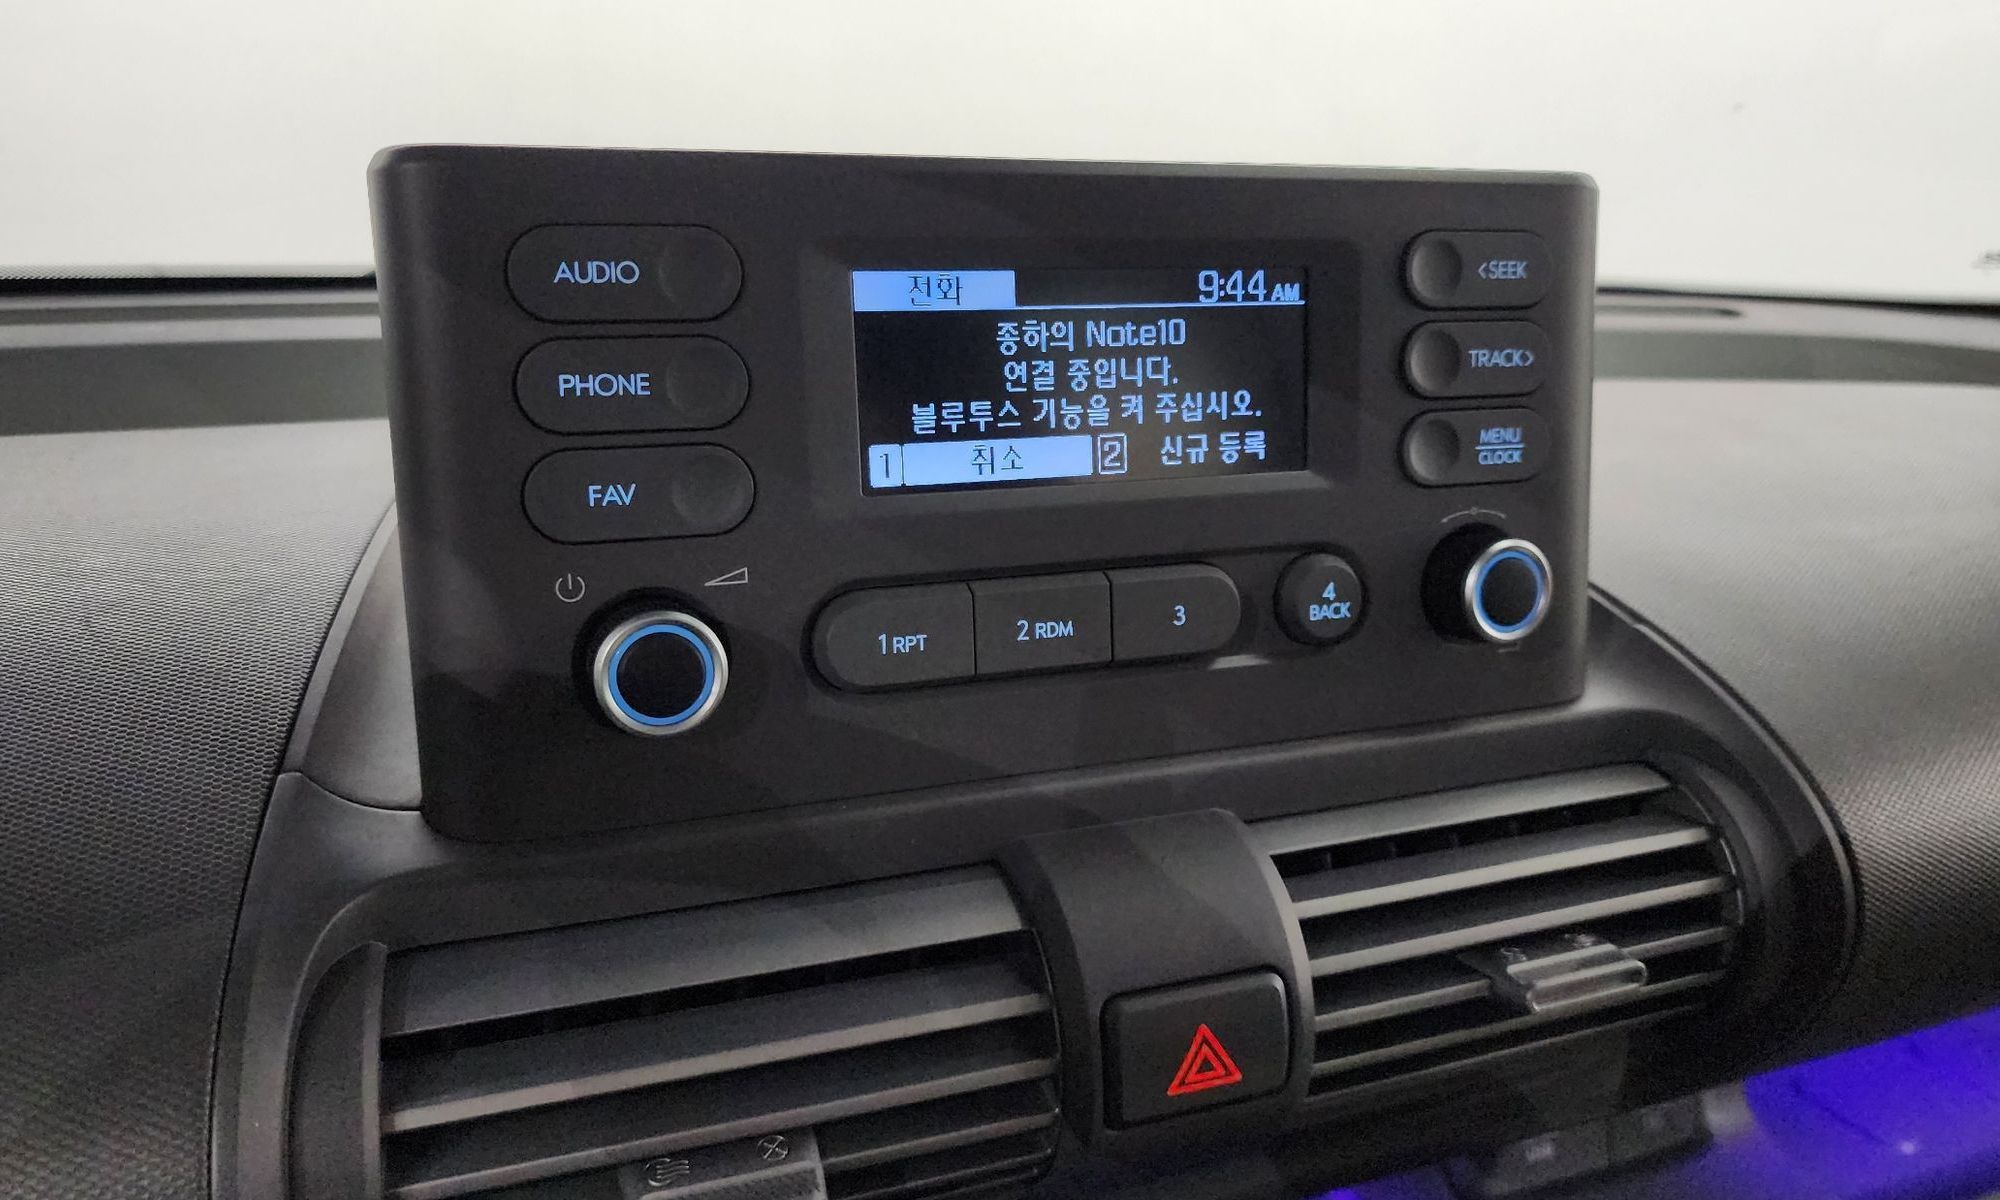 AUDIO
PHONE
FAV
전화 9:44 AM
종하의 Note10
연결 중입니다.
블루투스 기능을 켜 주십시오.
1 취소 2 신규 등록
<SEEK
TRACK>
MENU
CLOCK
1 RPT
2 RDM
3
4
BACK